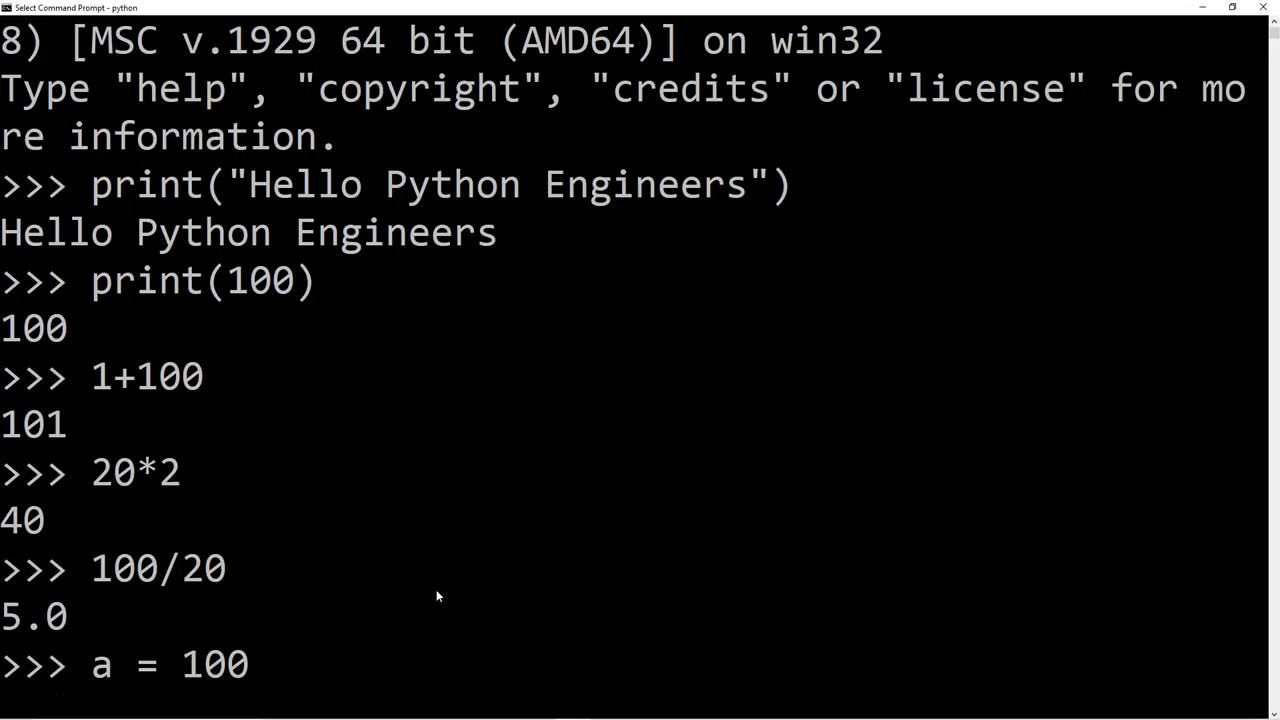 Select Command Prompt - python
8) [MSC v.1929 64 bit (AMD64)] on win32
Type "help", "copyright", "credits" or "license" for mo
re information.
>>> print("Hello Python Engineers")
Hello Python Engineers
>>> print(100)
100
>>> 1+100
101
>>> 20*2
40
>>> 100/20
5.0
>>> a = 100